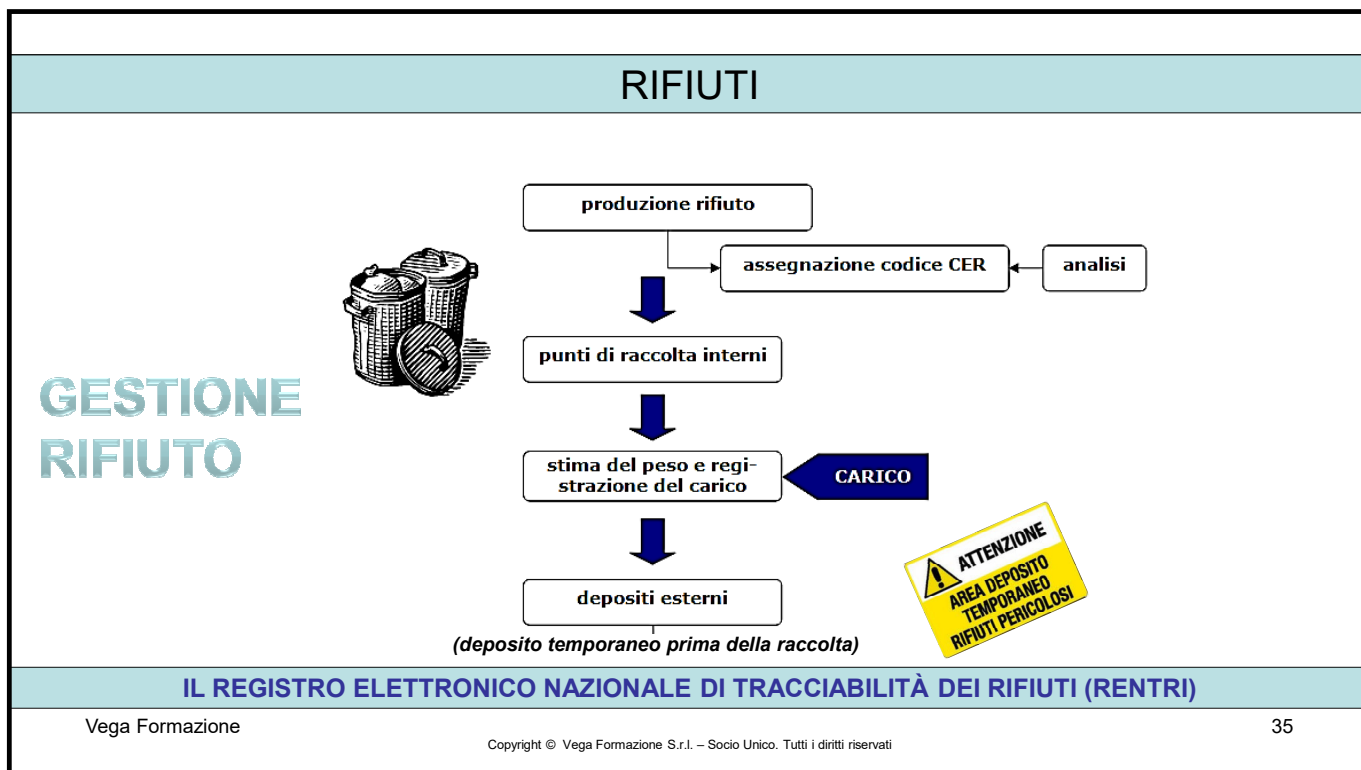 RIFIUTI
produzione rifiuto
assegnazione codice CER
analisi
punti di raccolta interni
GESTIONE
RIFIUTO
stima del peso e regi-
strazione del carico
CARICO
depositi esterni
(deposito temporaneo prima della raccolta)
ATTENZIONE
AREA DEPOSITO
TEMPORANEO
RIFIUTI PERICOLOSI
IL REGISTRO ELETTRONICO NAZIONALE DI TRACCIABILITÀ DEI RIFIUTI (RENTRI)
Vega Formazione
Copyright © Vega Formazione S.r.l. – Socio Unico. Tutti i diritti riservati
35